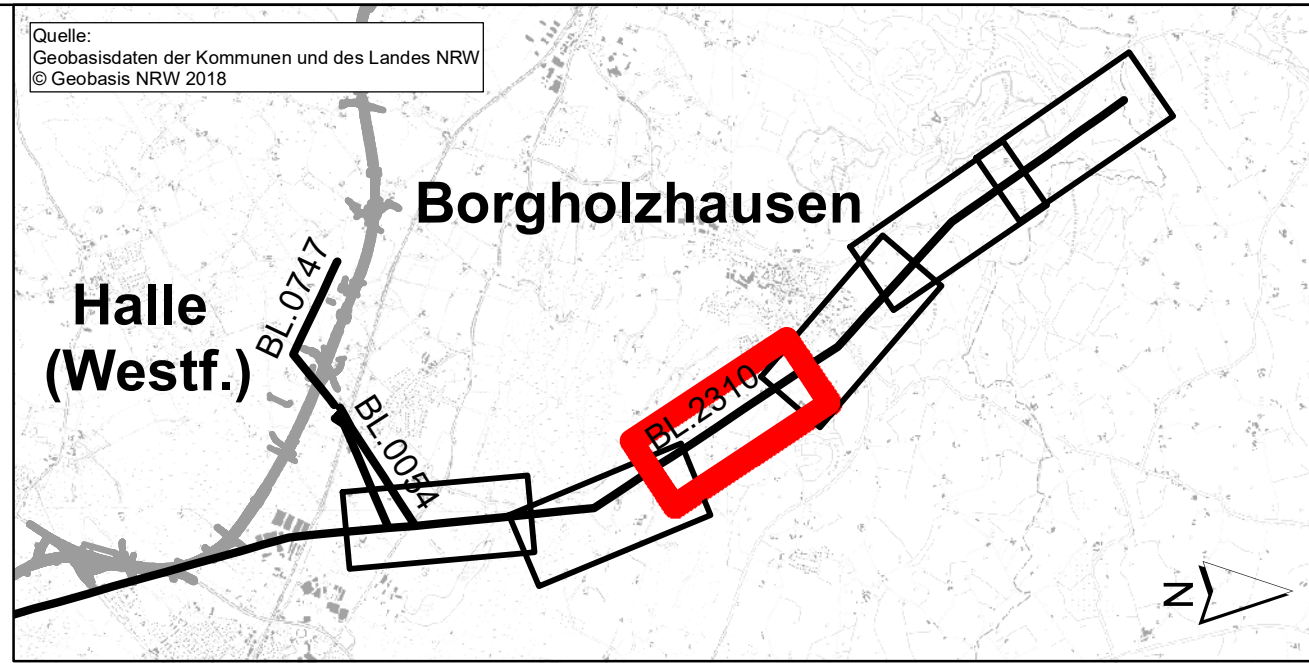 Quelle:
Geobasisdaten der Kommunen und des Landes NRW
© Geobasis NRW 2018
Borgholzhausen
Halle
(Westf.)
BL.0747
BL.0054
BL.2310
N